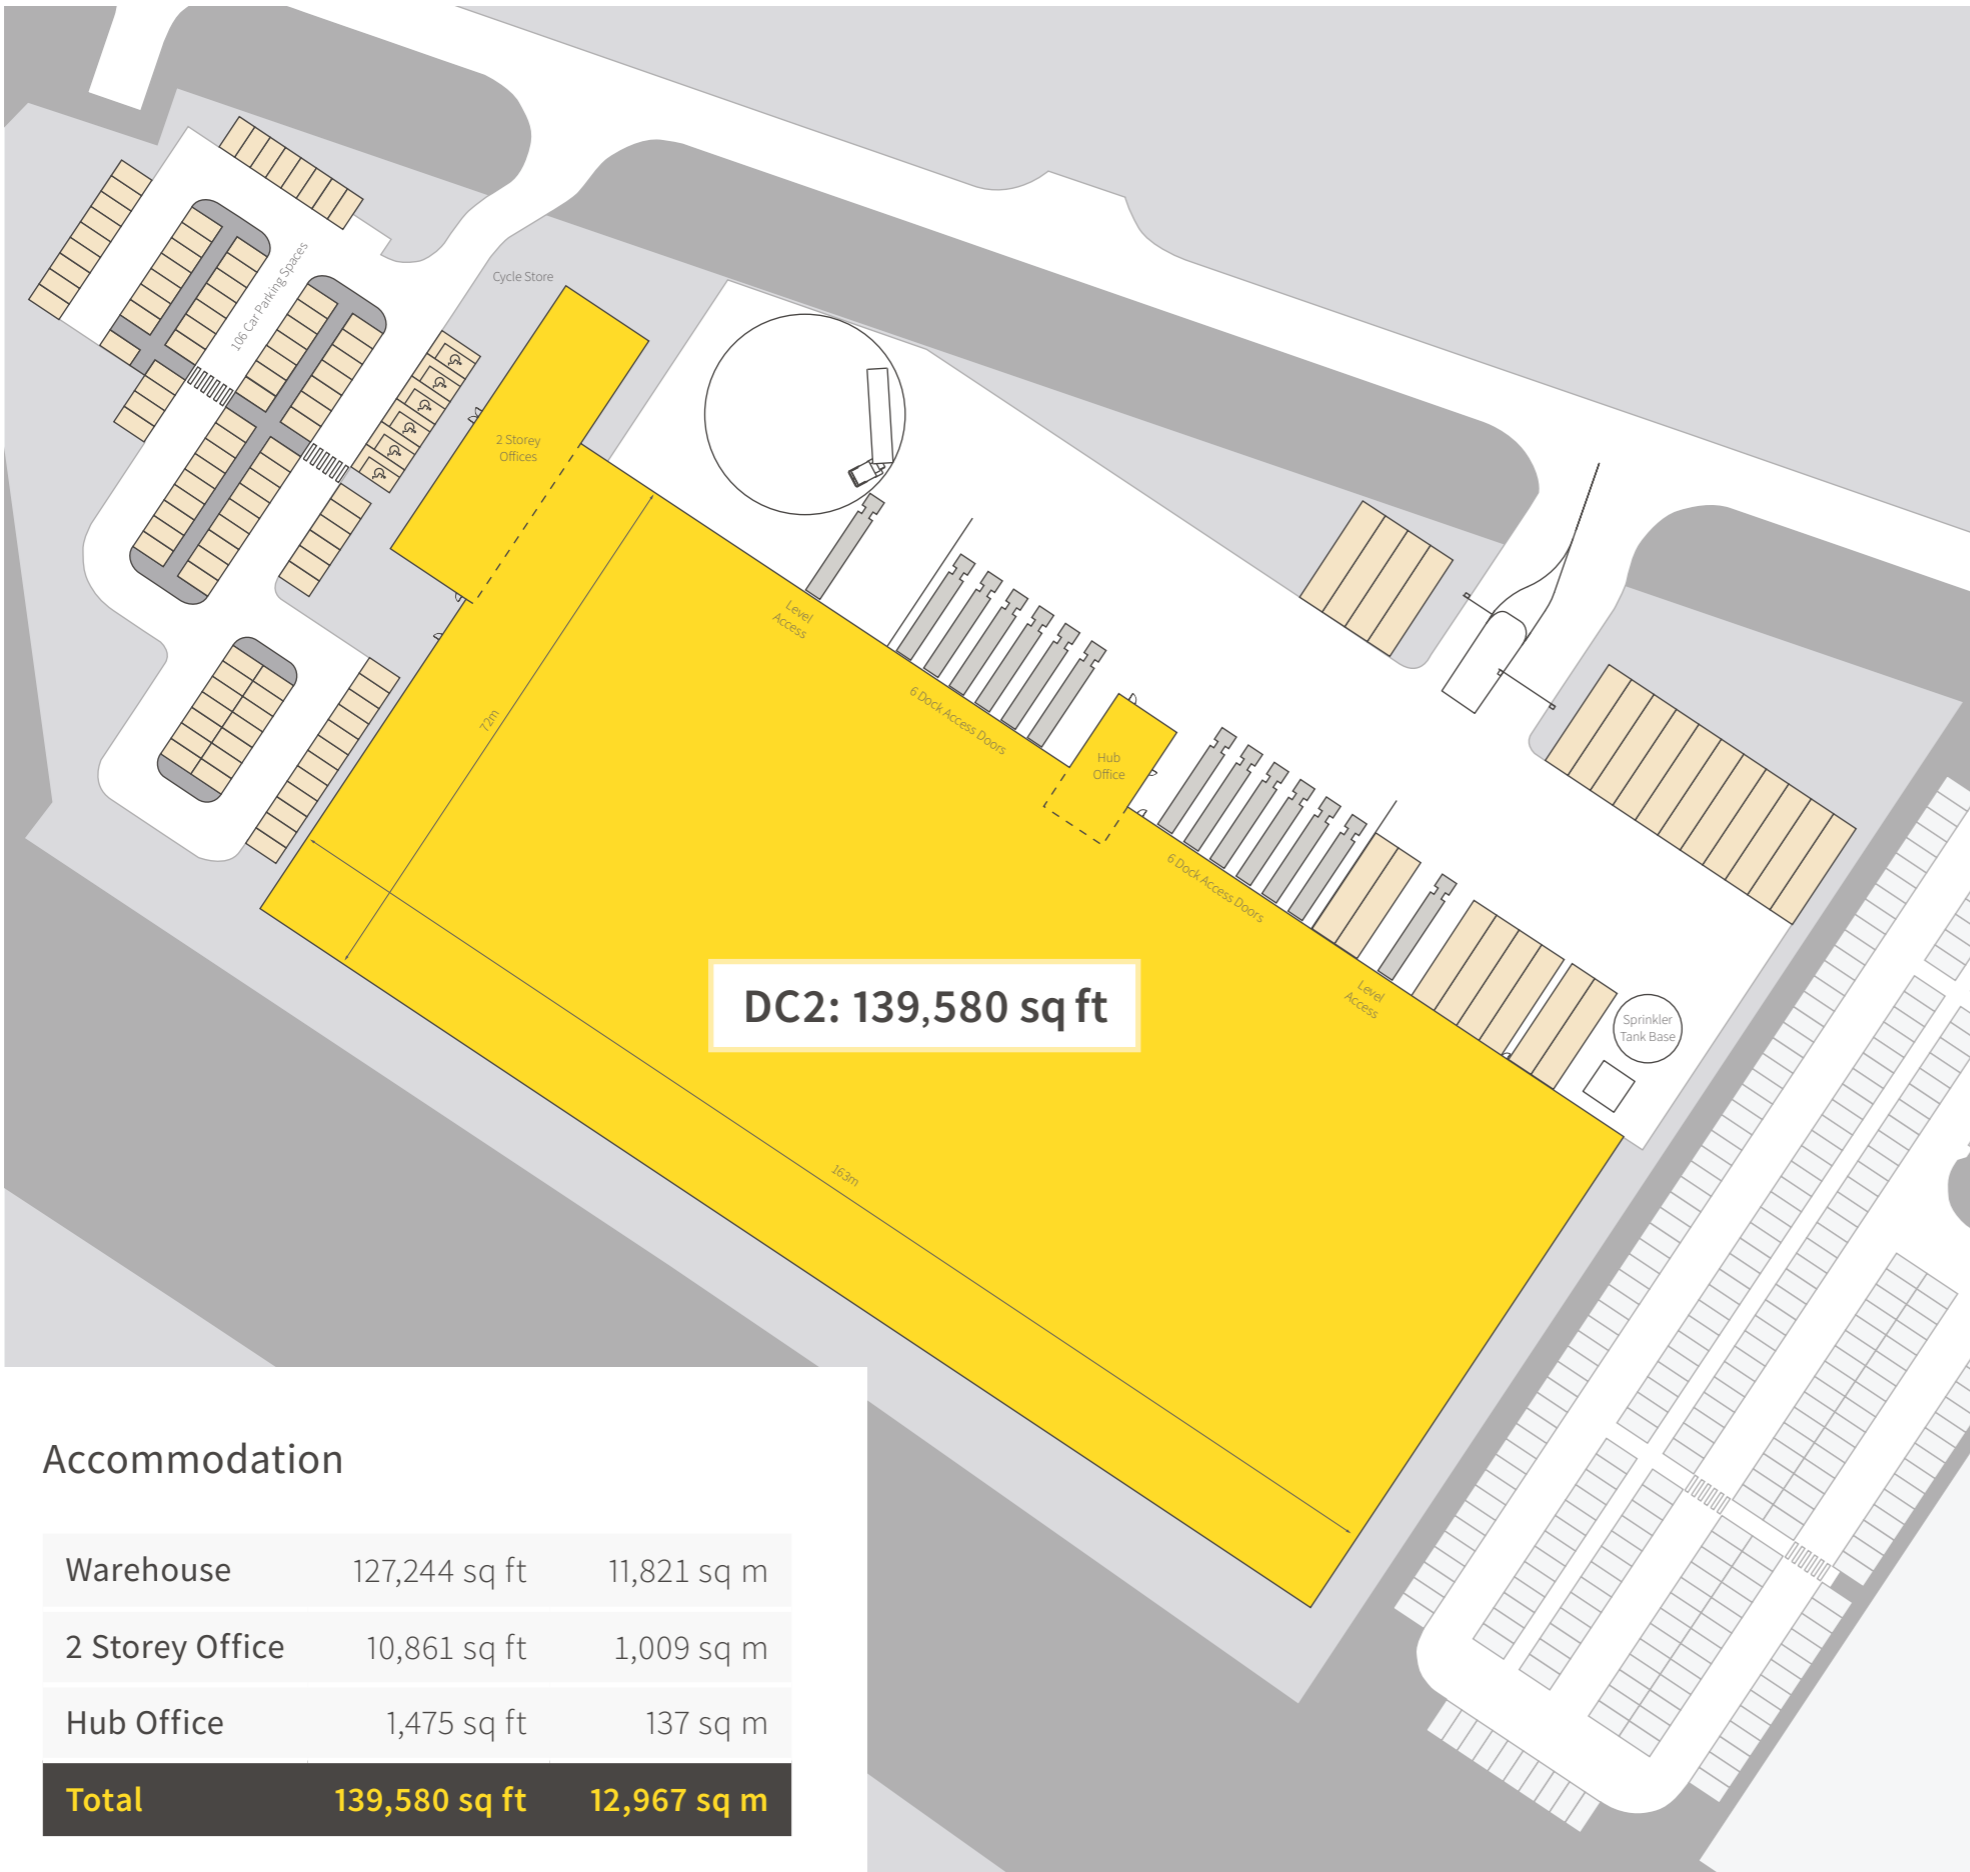 106 Car Parking Spaces
Cycle Store
2 Storey
Offices
Level
Access
72m
6 Dock Access Doors
Hub
Office
6 Dock Access Doors
Level
Access
Sprinkler
Tank Base
DC2: 139,580 sq ft
163m
Accommodation
Warehouse 127,244 sq ft 11,821 sq m
2 Storey Office 10,861 sq ft 1,009 sq m
Hub Office 1,475 sq ft 137 sq m
Total 139,580 sq ft 12,967 sq m